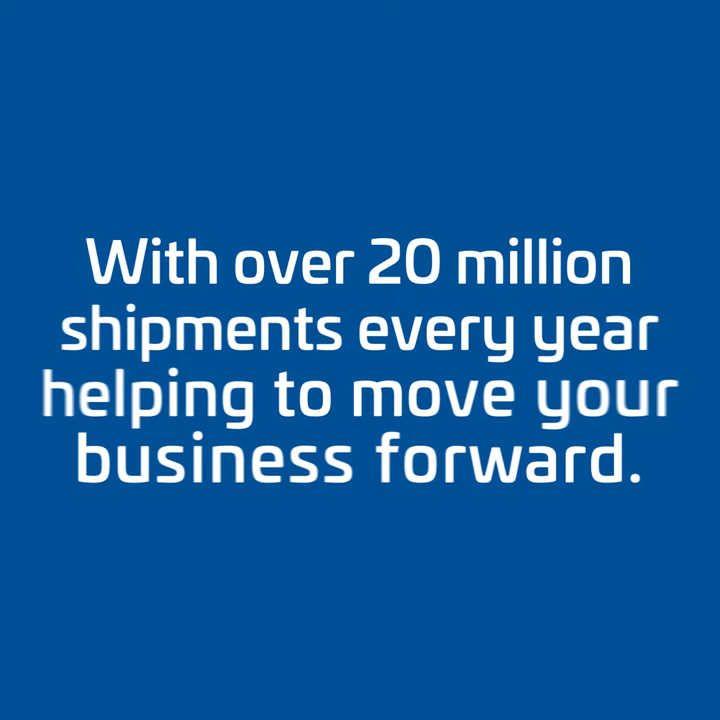 With over 20 million
shipments every year
helping to move your
business forward.